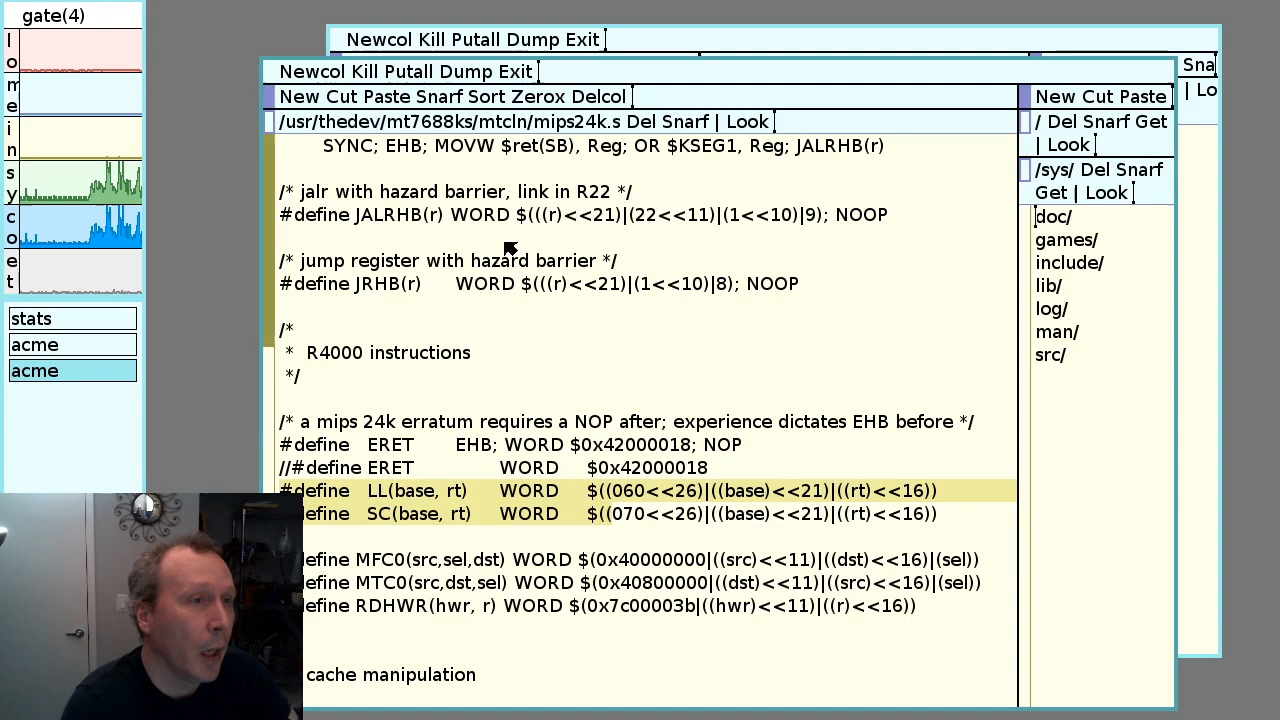 gate(4)
l
o
m
e
i
n
s
y
c
o
e
t
stats
acme
acme
Newcol Kill Putall Dump Exit
Sna
| Lo
Newcol Kill Putall Dump Exit
New Cut Paste Snarf Sort Zerox Delcol
/usr/thedev/mt7688ks/mtcln/mips24k.s Del Snarf | Look
SYNC; EHB; MOVW $ret(SB), Reg; OR $KSEG1, Reg; JALRHB(r)
/* jalr with hazard barrier, link in R22 */
#define JALRHB(r) WORD $(((r)<<21)|(22<<11)|(1<<10)|9); NOOP
/* jump register with hazard barrier */
#define JRHB(r) WORD $(((r)<<21)|(1<<10)|8); NOOP
/*
* R4000 instructions
*/
/* a mips 24k erratum requires a NOP after; experience dictates EHB before */
#define ERET EHB; WORD $0x42000018; NOP
//#define ERET WORD $0x42000018
#define LL(base, rt) WORD $((060<<26)|((base)<<21)|((rt)<<16))
define SC(base, rt) WORD $((070<<26)|((base)<<21)|((rt)<<16))
define MFC0(src,sel,dst) WORD $(0x40000000|((src)<<11)|((dst)<<16)|(sel))
define MTC0(src,dst,sel) WORD $(0x40800000|((dst)<<11)|((src)<<16)|(sel))
define RDHWR(hwr, r) WORD $(0x7c00003b|((hwr)<<11)|((r)<<16))
cache manipulation
New Cut Paste
/ Del Snarf Get
| Look
/sys/ Del Snarf
Get | Look
doc/
games/
include/
lib/
log/
man/
src/